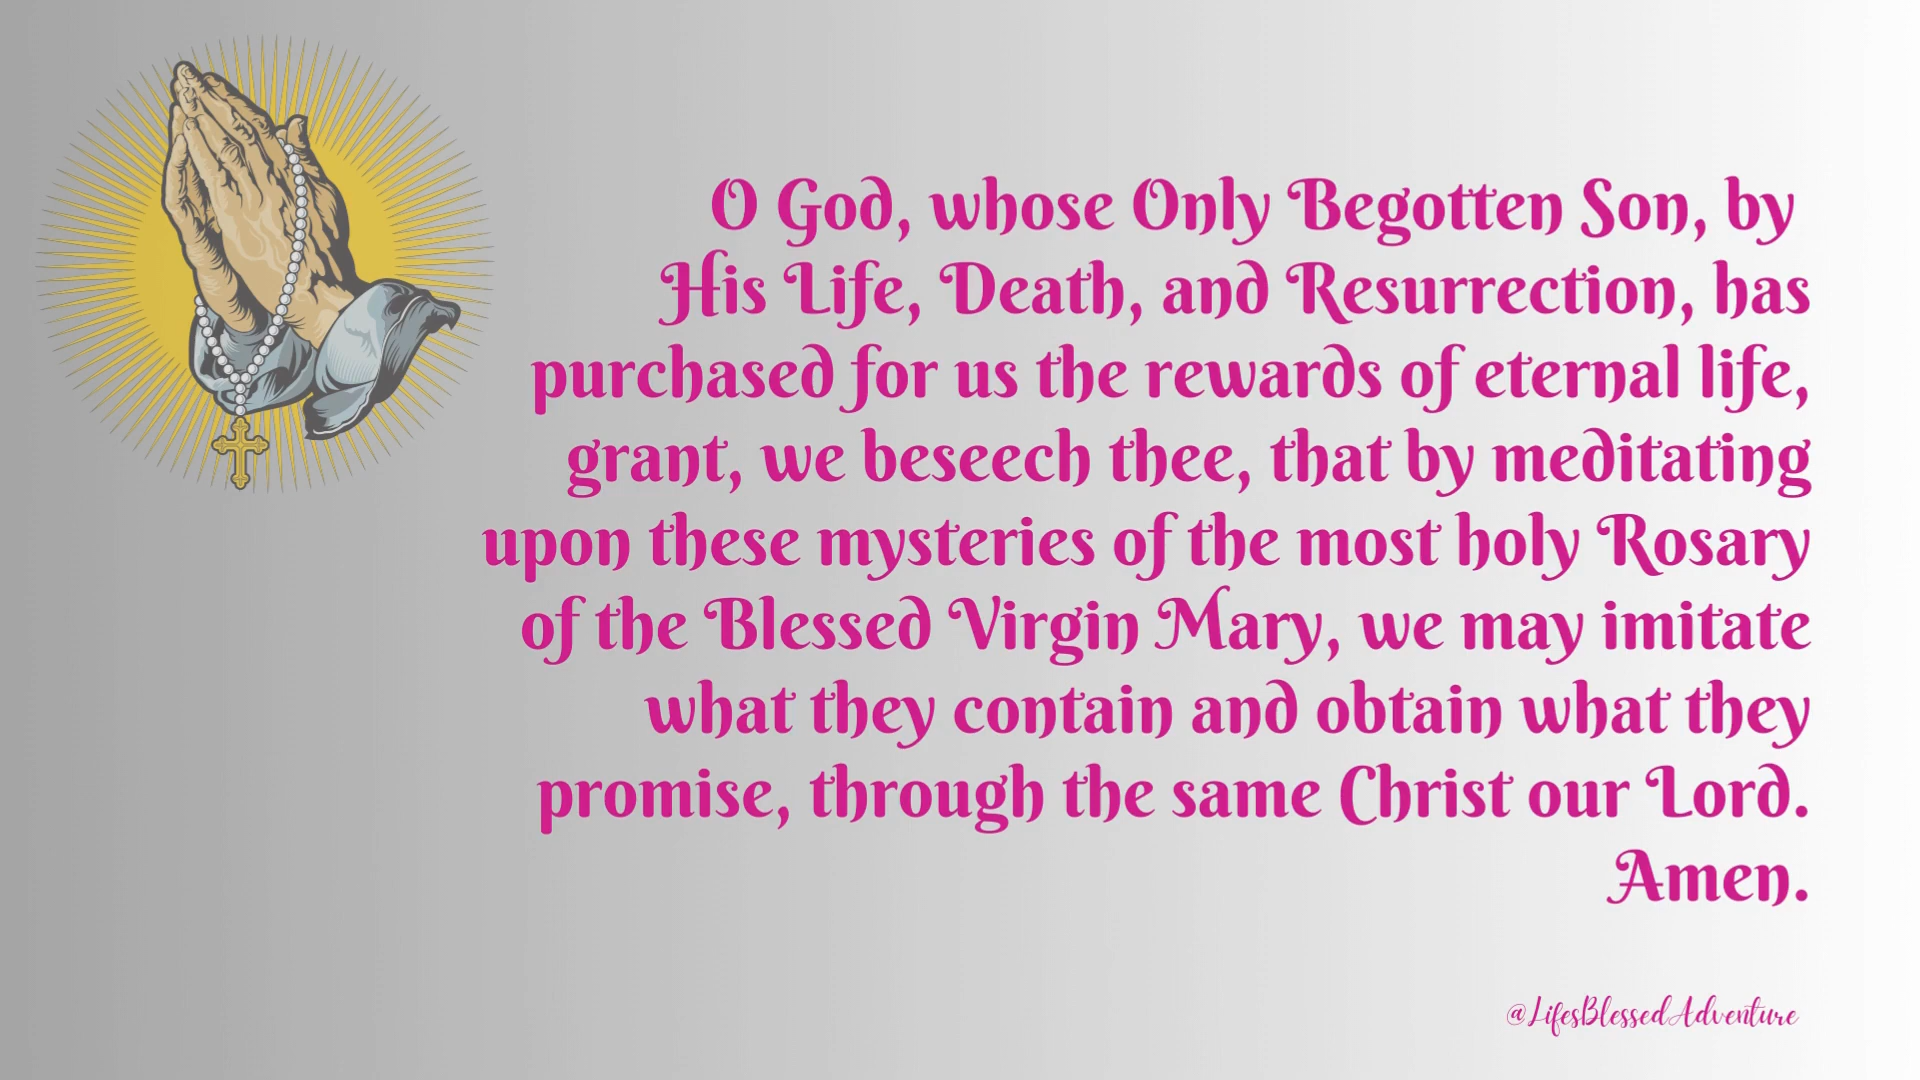 O God, whose Only Begotten Son, by
His Life, Death, and Resurrection, has
purchased for us the rewards of eternal life,
grant, we beseech thee, that by meditating
upon these mysteries of the most holy Rosary
of the Blessed Virgin Mary, we may imitate
what they contain and obtain what they
promise, through the same Christ our Lord.
Amen.
@LifesBlessedAdventure